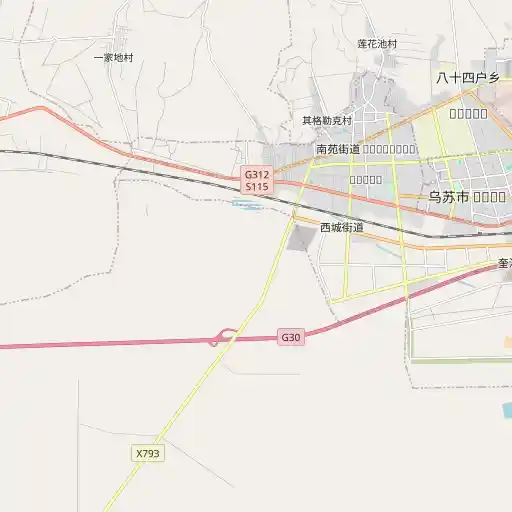 莲花池村
一家地村
八十四户乡
其格勒克村
南苑街道
G312
S115
乌苏市
西城街道
G30
X793